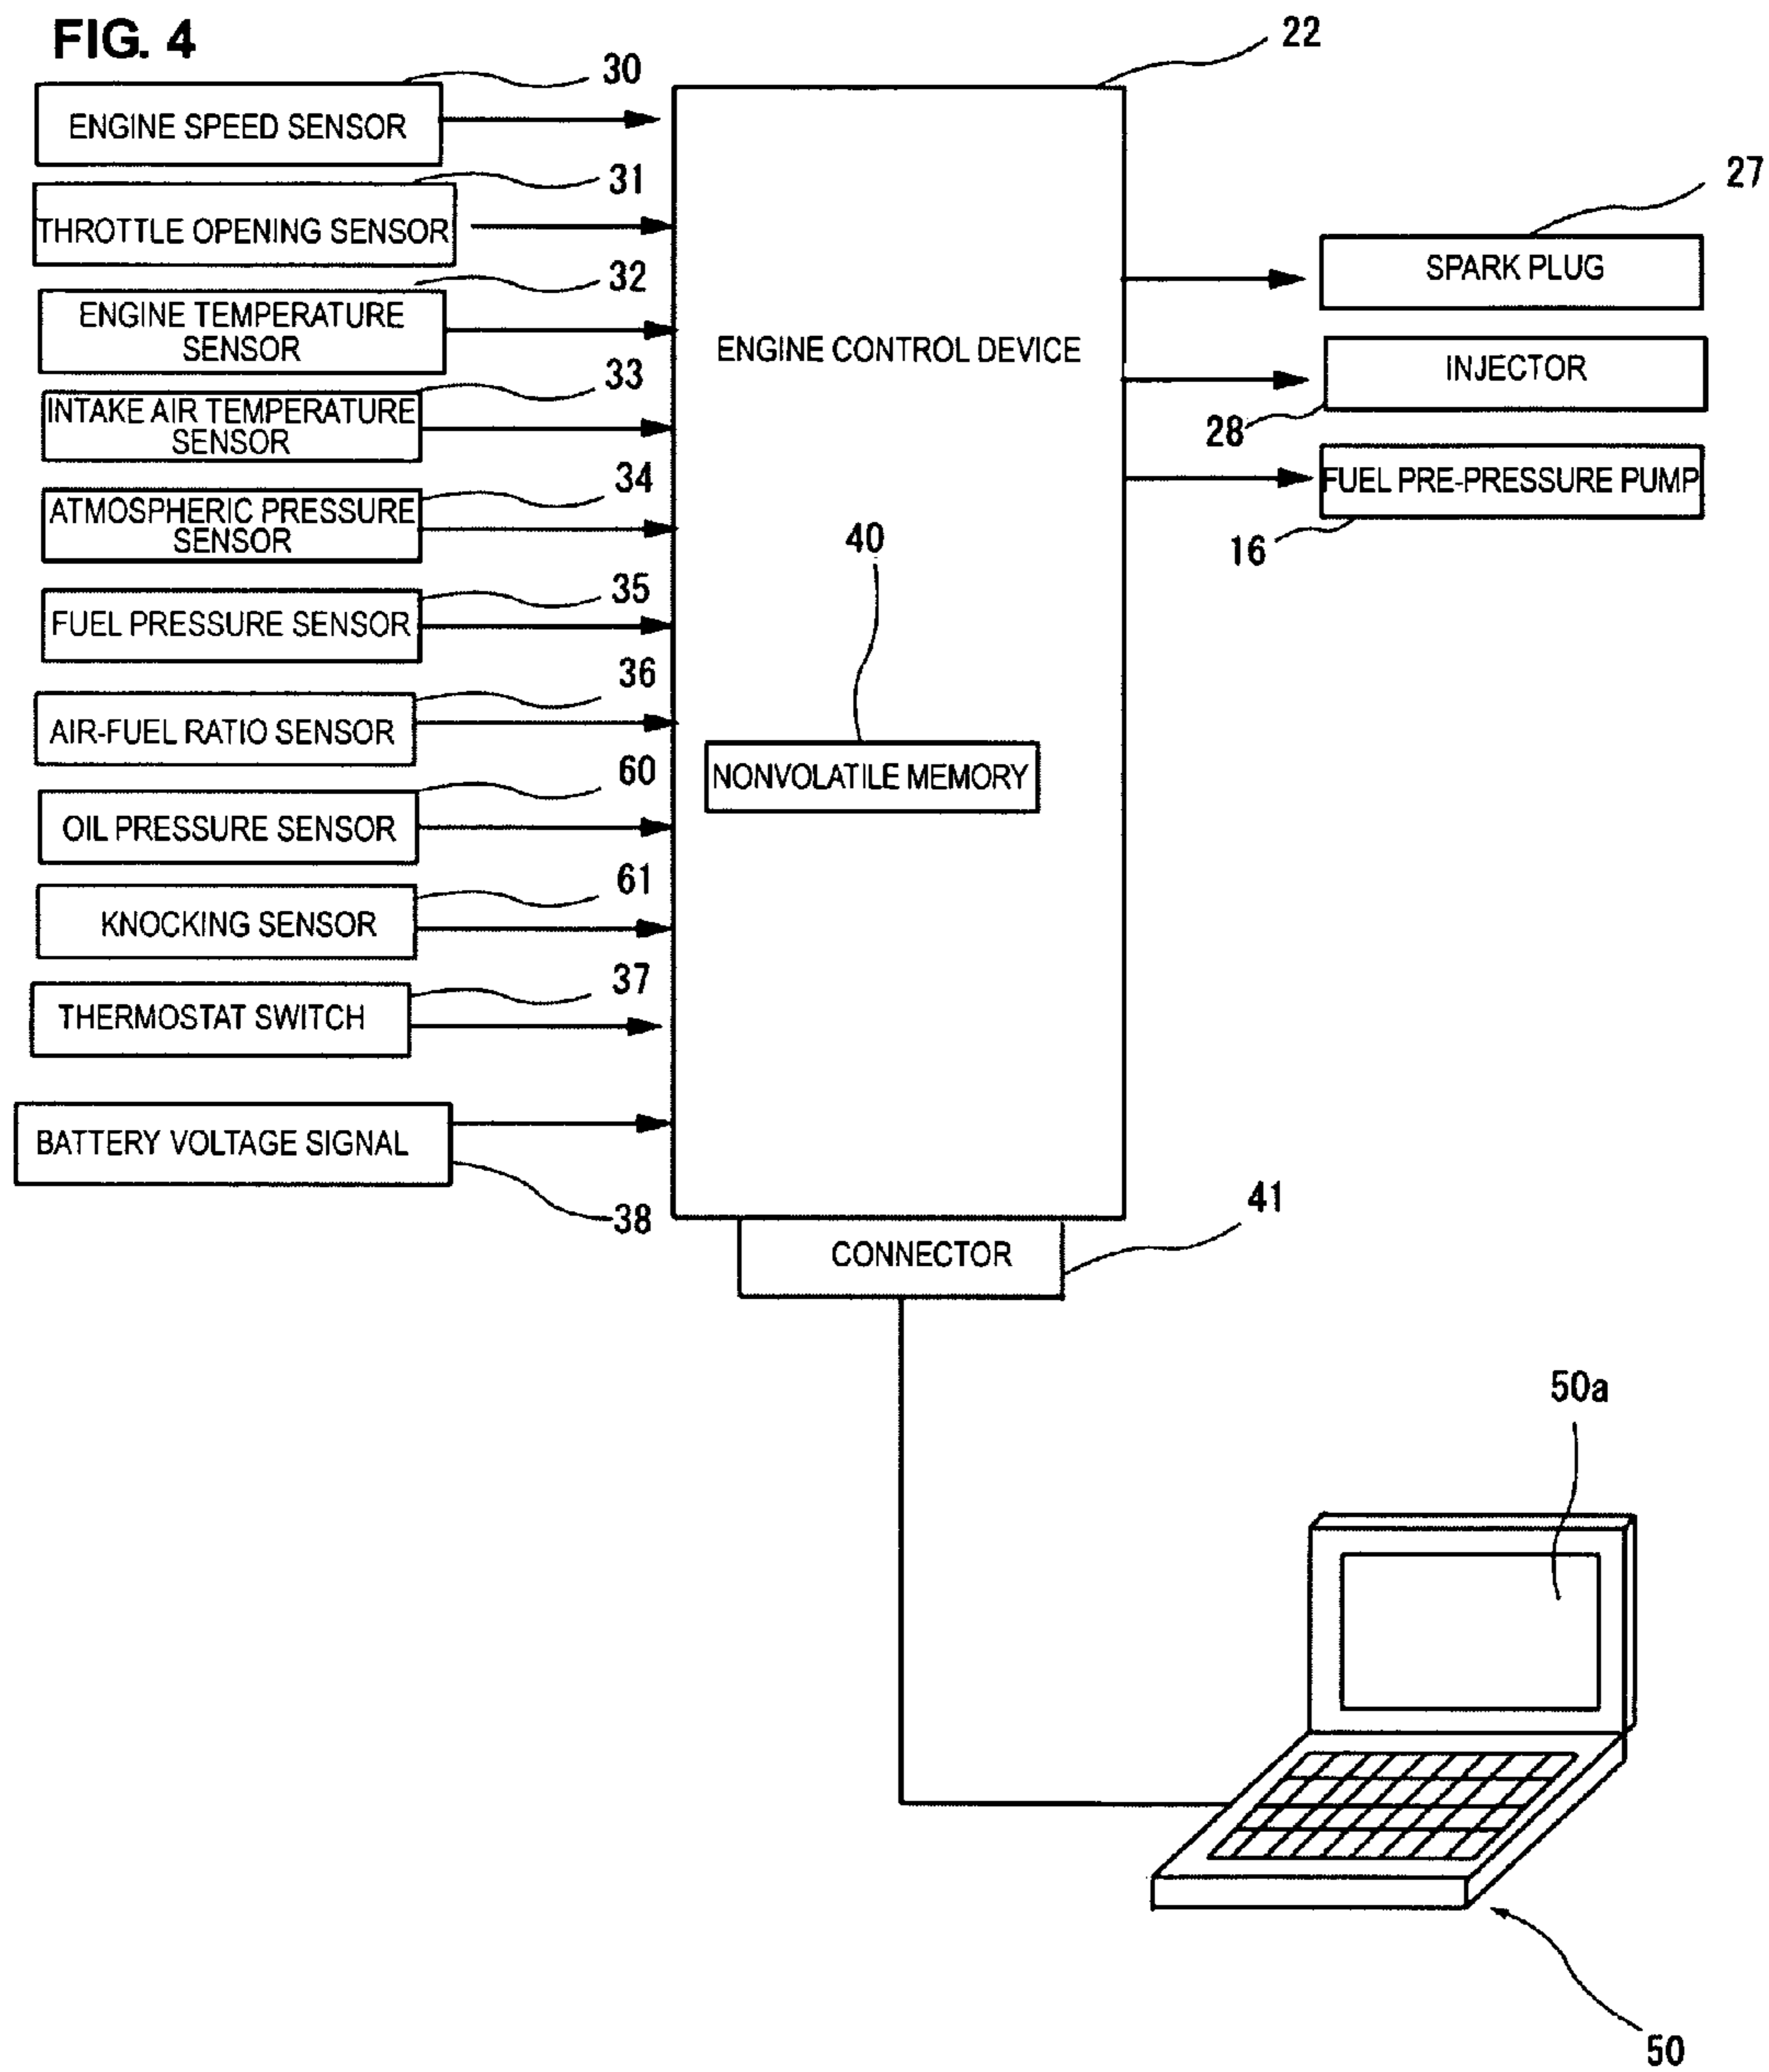 FIG. 4
22
30
ENGINE SPEED SENSOR
31
THROTTLE OPENING SENSOR
32
ENGINE TEMPERATURE
SENSOR
33
INTAKE AIR TEMPERATURE
SENSOR
34
ATMOSPHERIC PRESSURE
SENSOR
35
FUEL PRESSURE SENSOR
36
AIR-FUEL RATIO SENSOR
60
OIL PRESSURE SENSOR
61
KNOCKING SENSOR
37
THERMOSTAT SWITCH
BATTERY VOLTAGE SIGNAL
38
ENGINE CONTROL DEVICE
40
NONVOLATILE MEMORY
27
SPARK PLUG
INJECTOR
28
FUEL PRE-PRESSURE PUMP
16
41
CONNECTOR
50a
50